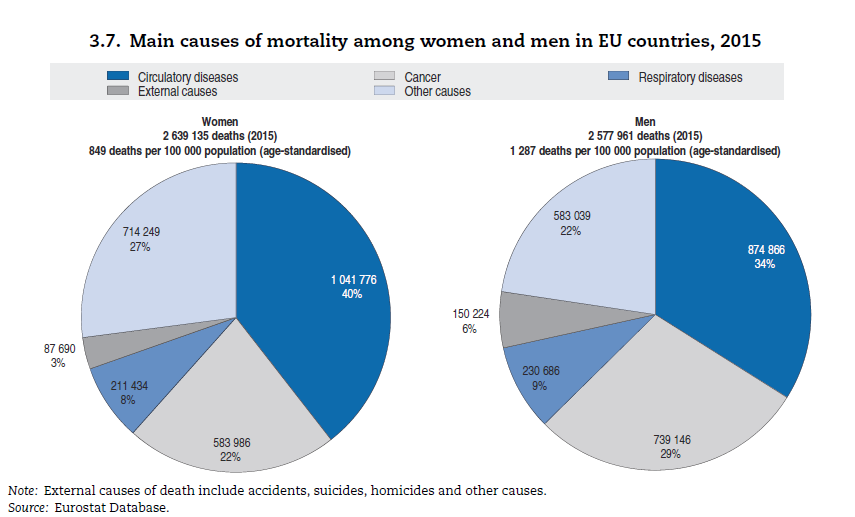 3.7. Main causes of mortality among women and men in EU countries, 2015
Circulatory diseases
Cancer
Respiratory diseases
External causes
Other causes
Women
2 639 135 deaths (2015)
849 deaths per 100 000 population (age-standardised)
714 249
27%
1 041 776
40%
87 690
3%
211 434
8%
583 986
22%
Men
2 577 961 deaths (2015)
1 287 deaths per 100 000 population (age-standardised)
583 039
22%
874 866
34%
150 224
6%
230 686
9%
739 146
29%
Note: External causes of death include accidents, suicides, homicides and other causes.
Source: Eurostat Database.